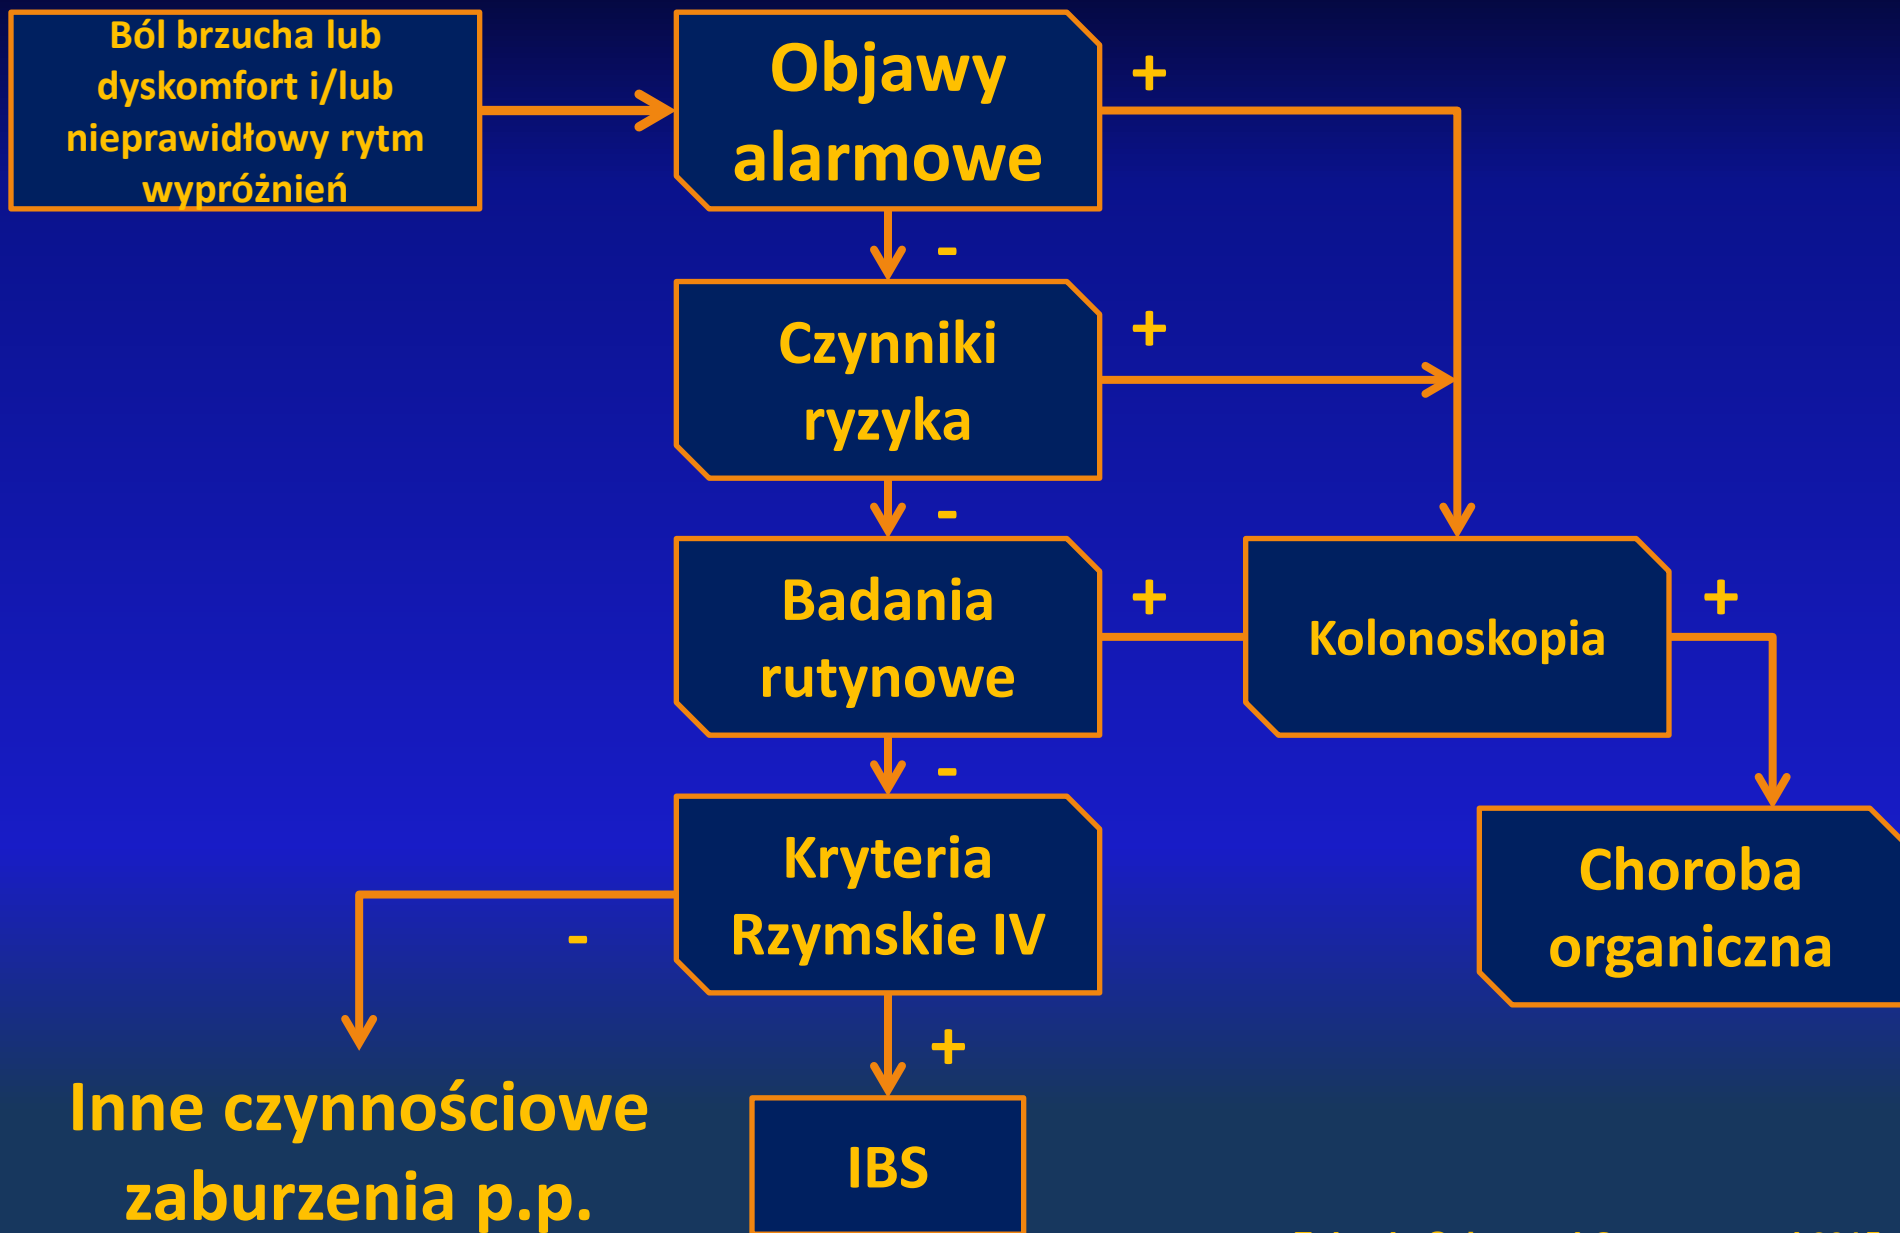 Ból brzucha lub
dyskomfort i/lub
nieprawidłowy rytm
wypróżnień
Objawy
alarmowe
+
-
Czynniki
ryzyka
+
-
Badania
rutynowe
+
Kolonoskopia
+
-
Kryteria
Rzymskie IV
-
Choroba
organiczna
+
Inne czynnościowe
zaburzenia p.p.
IBS